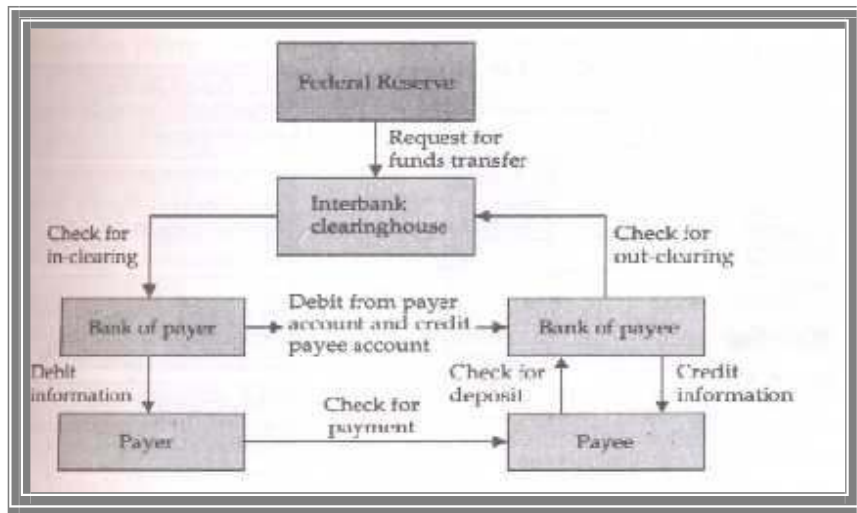 Federal Reserve
Request for
funds transfer
Interbank
clearinghouse
Check for
in-clearing
Check for
out-clearing
Bank of payer
Debit from payer
account and credit
payee account
Bank of payee
Debit
information
Check for
deposit
Credit
information
Payer
Check for
payment
Payee